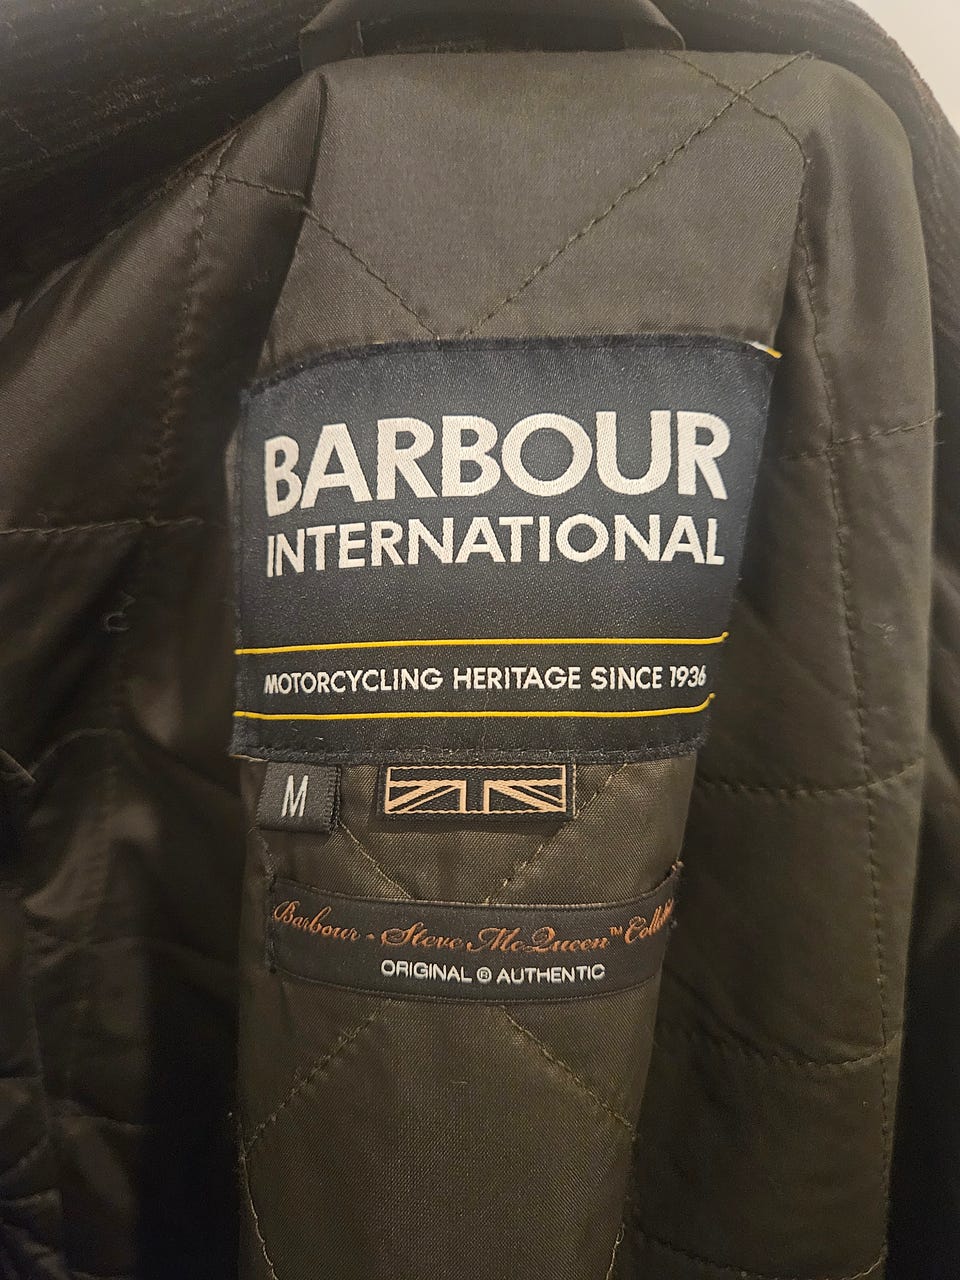 BARBOUR
INTERNATIONAL
MOTORCYCLING HERITAGE SINCE 1936
M
Barbour - Steve McQueen™
ORIGINAL ® AUTHENTIC